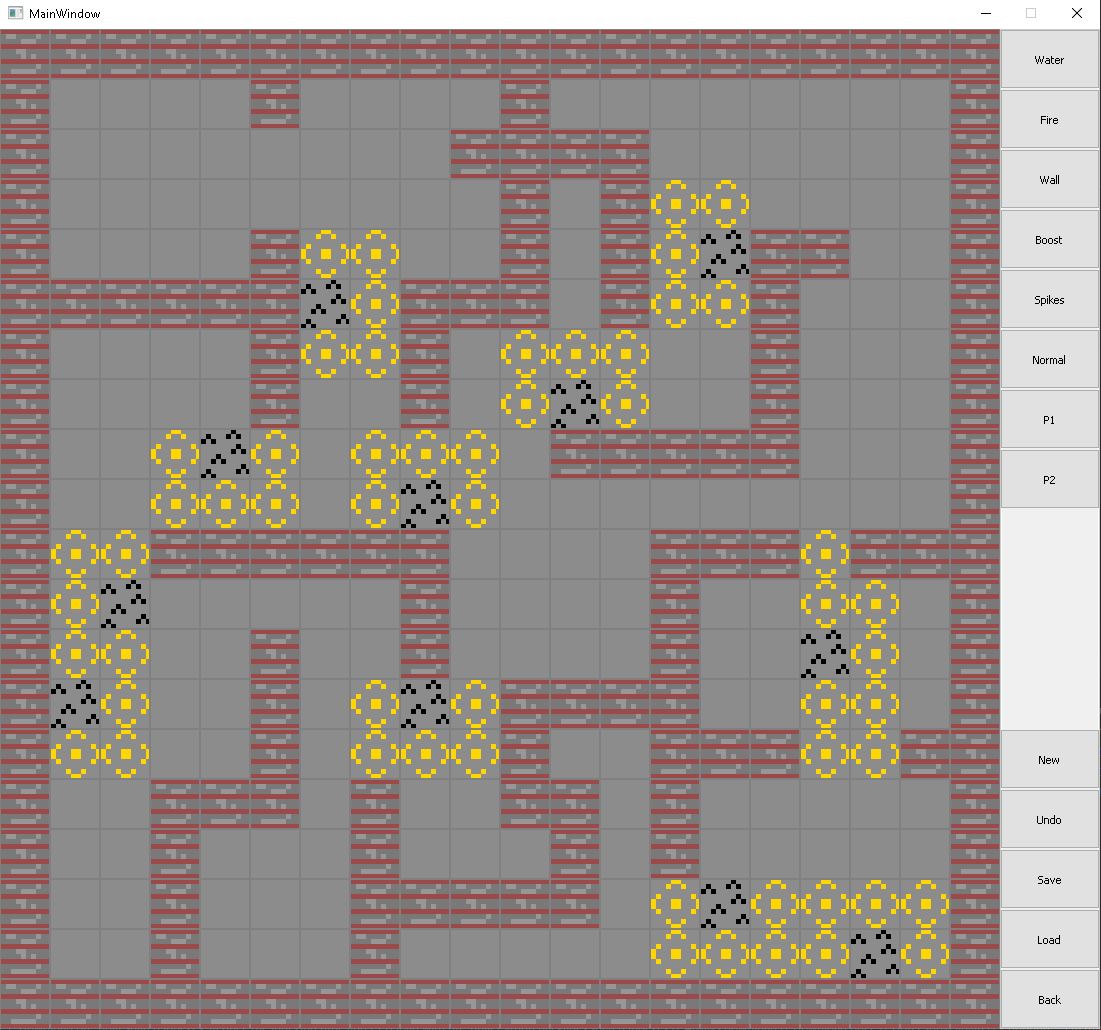 MainWindow
Water
Fire
Wall
Boost
Spikes
Normal
P1
P2
New
Undo
Save
Load
Back